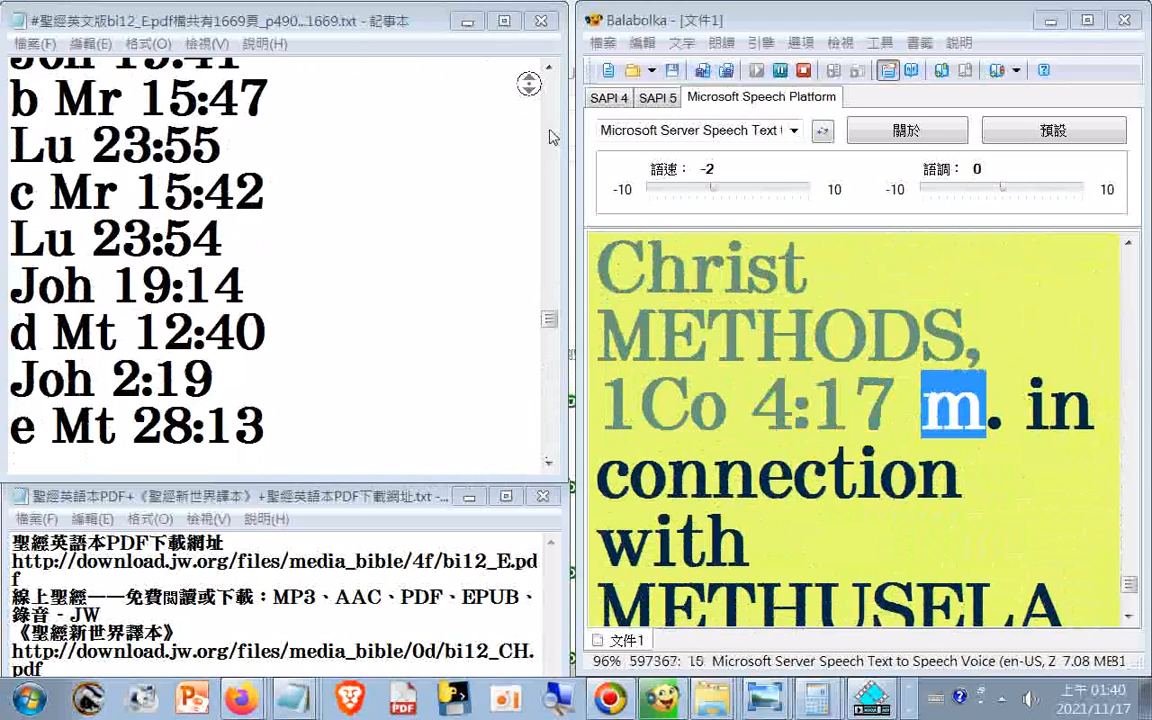 #聖經英文版bi12_E.pdf檔共有1669頁_p490...1669.txt - 記事本
檔案(F) 編輯(E) 格式(O) 檢視(V) 說明(H)
Joh 19:41
b Mr 15:47
Lu 23:55
c Mr 15:42
Lu 23:54
Joh 19:14
d Mt 12:40
Joh 2:19
e Mt 28:13
聖經英語本PDF+《聖經新世界譯本》+聖經英語本PDF下載網址.txt - ...
檔案(F) 編輯(E) 格式(O) 檢視(V) 說明(H)
聖經英語本PDF下載網址
http://download.jw.org/files/media_bible/4f/bi12_E.pd
f
線上聖經——免費閱讀或下載：MP3、AAC、PDF、EPUB、
錄音 - JW
《聖經新世界譯本》
http://download.jw.org/files/media_bible/0d/bi12_CH.
pdf
Balabolka - [文件1]
檔案 編輯 文字 朗讀 引擎 選項 檢視 工具 書籤 說明
SAPI 4 SAPI 5 Microsoft Speech Platform
Microsoft Server Speech Text t 關於 預設
語速： -2 語調： 0
-10 10 -10 10
Christ
METHODS,
1Co 4:17 m. in
connection
with
METHUSELA
文件1
96% 597367: 15 Microsoft Server Speech Text to Speech Voice (en-US, Z 7.08 MB
上午 01:40
2021/11/17